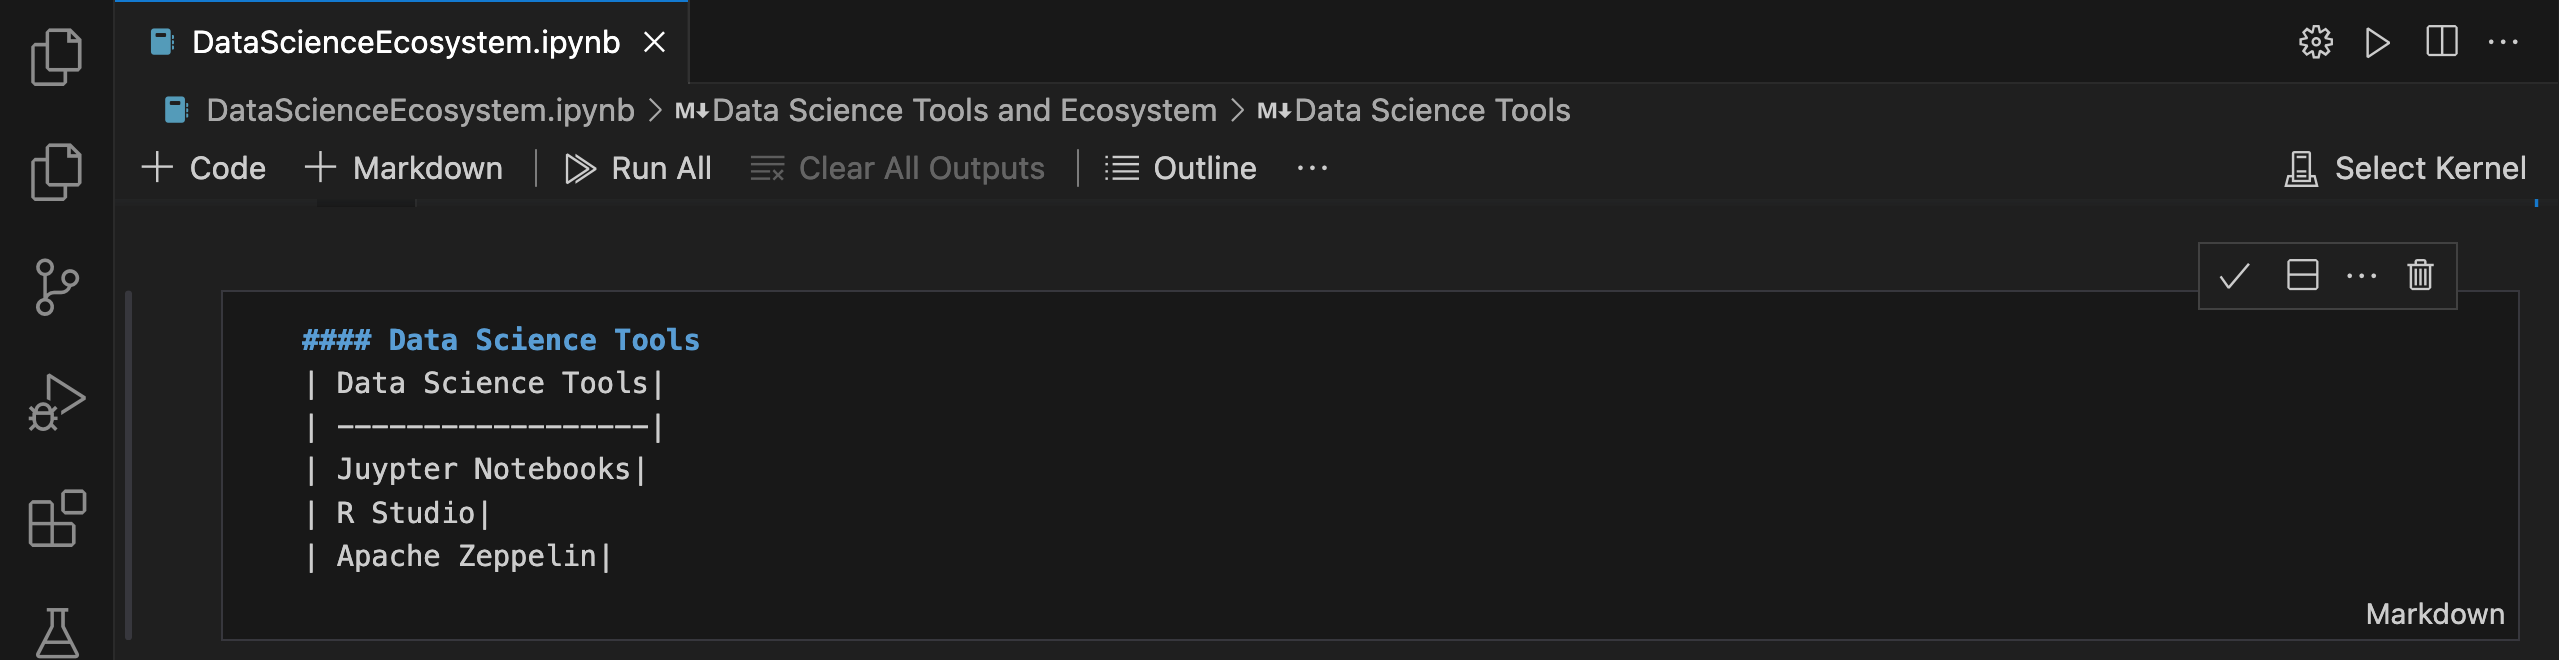 DataScienceEcosystem.ipynb
DataScienceEcosystem.ipynb > M↓Data Science Tools and Ecosystem > M↓Data Science Tools
+ Code + Markdown | Run All Clear All Outputs | Outline ... Select Kernel
#### Data Science Tools
| Data Science Tools|
| ------------------|
| Juypter Notebooks|
| R Studio|
| Apache Zeppelin|
Markdown